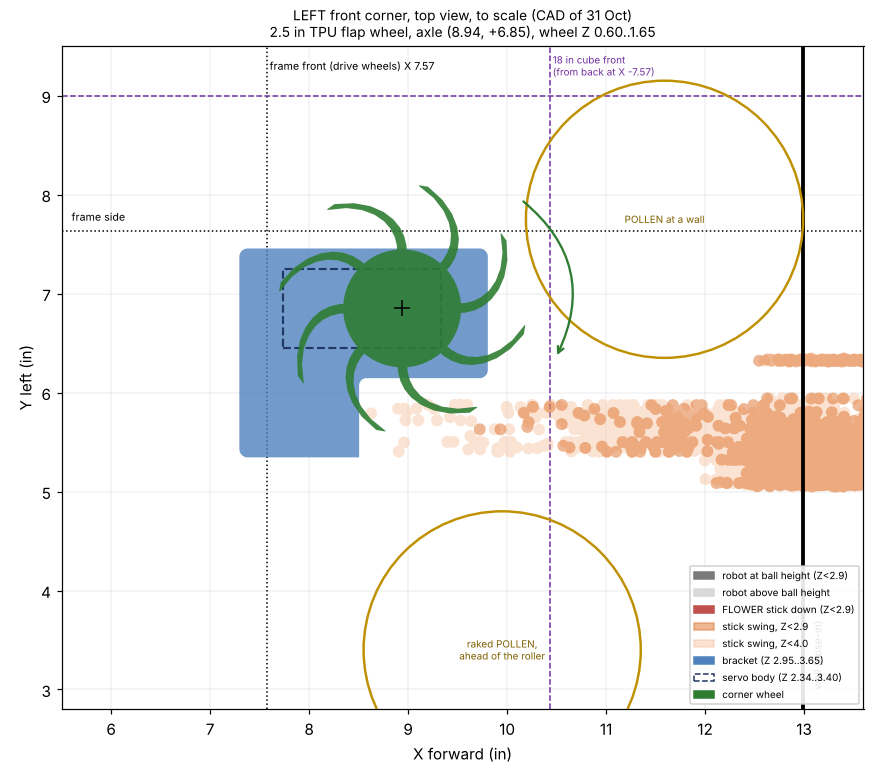 LEFT front corner, top view, to scale (CAD of 31 Oct)
2.5 in TPU flap wheel, axle (8.94, +6.85), wheel Z 0.60..1.65
frame front (drive wheels) X 7.57
18 in cube front
(from back at X -7.57)
frame side
POLLEN at a wall
raked POLLEN,
ahead of the roller
robot at ball height (Z<2.9)
robot above ball height
FLOWER stick down (Z<2.9)
stick swing, Z<2.9
stick swing, Z<4.0
bracket (Z 2.95..3.65)
servo body (Z 2.34..3.40)
corner wheel
9
8
7
6
5
4
3
Y left (in)
6 7 8 9 10 11 12 13
X forward (in)